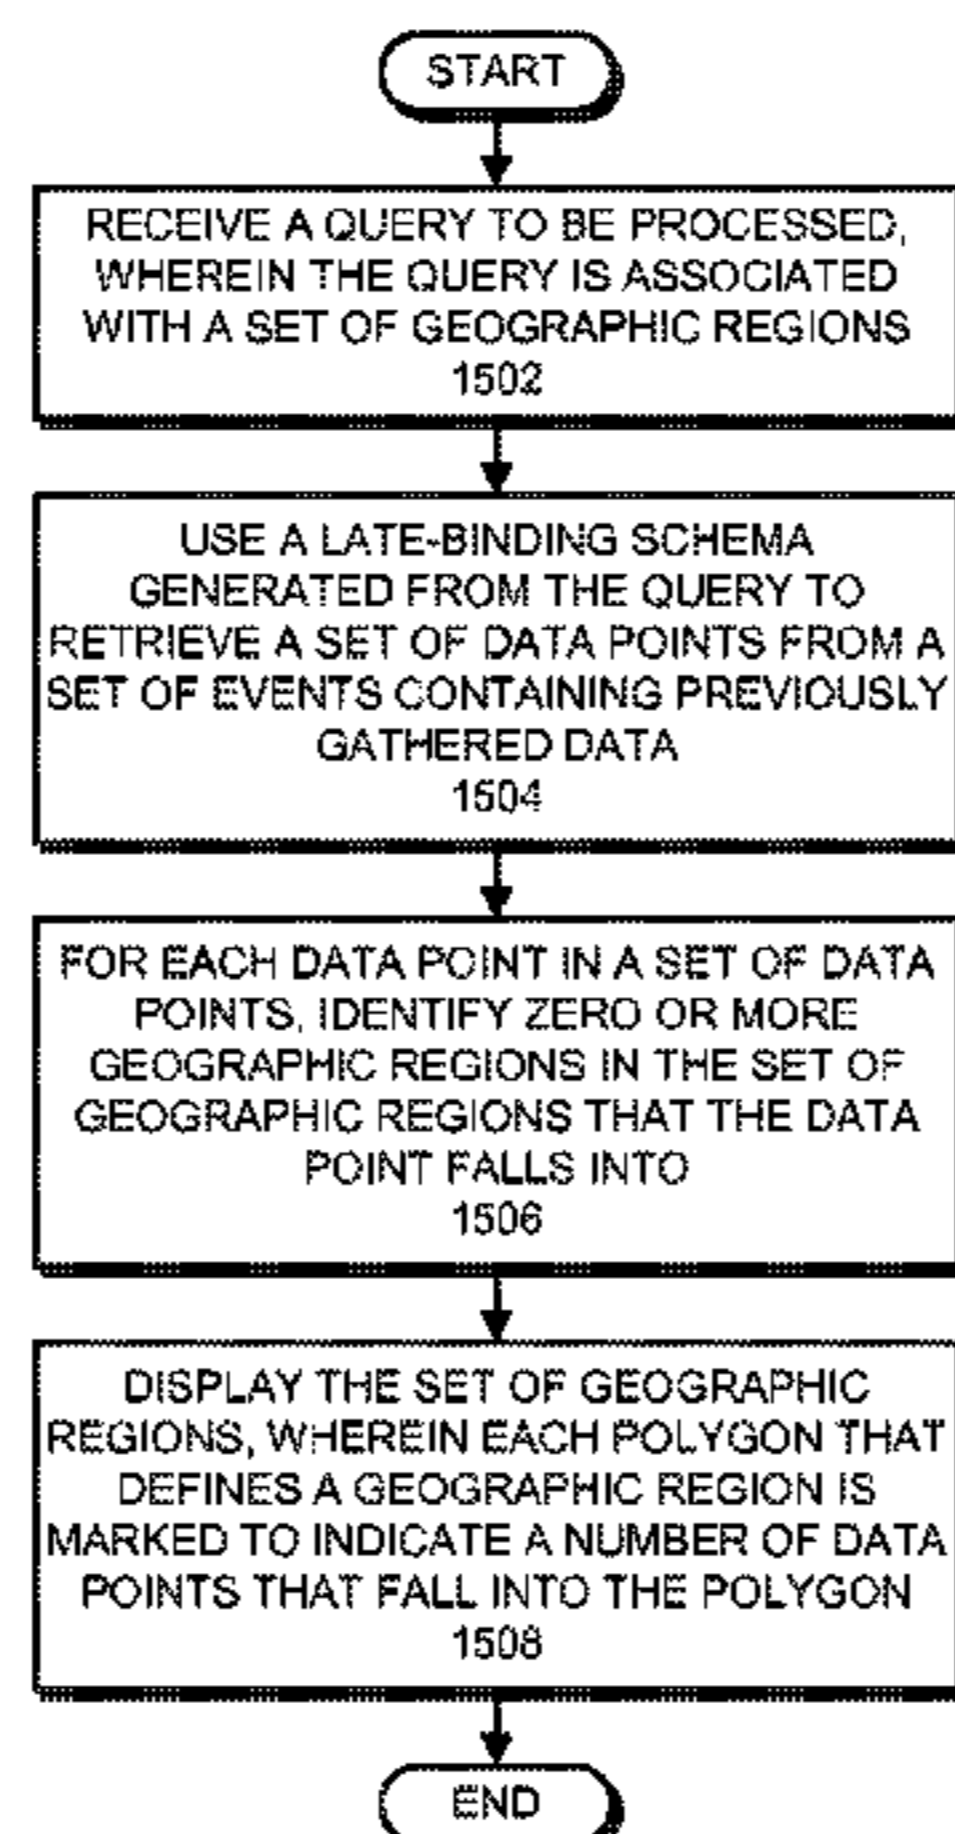 START
RECEIVE A QUERY TO BE PROCESSED,
WHEREIN THE QUERY IS ASSOCIATED
WITH A SET OF GEOGRAPHIC REGIONS
1502
USE A LATE-BINDING SCHEMA
GENERATED FROM THE QUERY TO
RETRIEVE A SET OF DATA POINTS FROM A
SET OF EVENTS CONTAINING PREVIOUSLY
GATHERED DATA
1504
FOR EACH DATA POINT IN A SET OF DATA
POINTS, IDENTIFY ZERO OR MORE
GEOGRAPHIC REGIONS IN THE SET OF
GEOGRAPHIC REGIONS THAT THE DATA
POINT FALLS INTO
1506
DISPLAY THE SET OF GEOGRAPHIC
REGIONS, WHEREIN EACH POLYGON THAT
DEFINES A GEOGRAPHIC REGION IS
MARKED TO INDICATE A NUMBER OF DATA
POINTS THAT FALL INTO THE POLYGON
1508
END